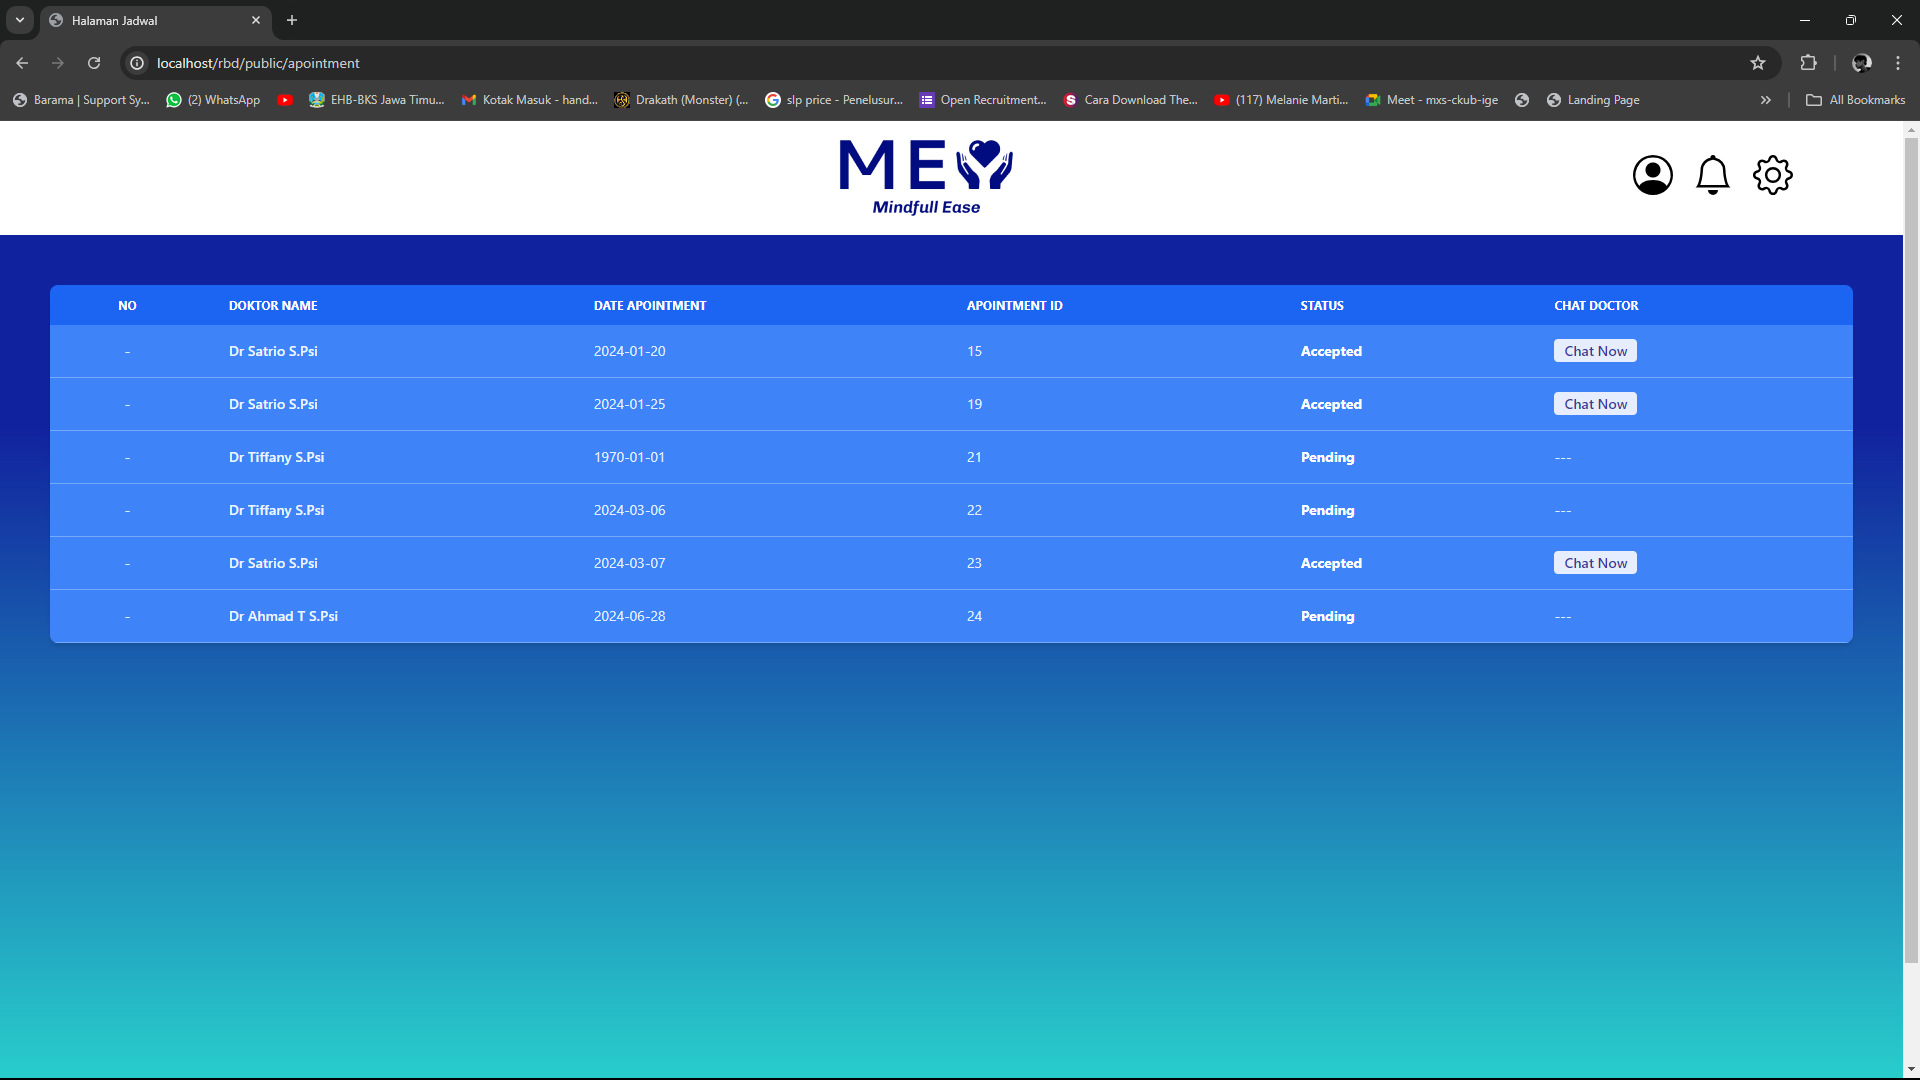 Halaman Jadwal
localhost/rbd/public/apointment
Barama | Support Sy... (2) WhatsApp EHB-BKS Jawa Timu... Kotak Masuk - hand... Drakath (Monster) (... slp price - Penelusur... Open Recruitment... Cara Download The... (117) Melanie Marti... Meet - mxs-ckub-ige Landing Page » All Bookmarks
ME
Mindfull Ease
NO DOKTOR NAME DATE APOINTMENT APOINTMENT ID STATUS CHAT DOCTOR
- Dr Satrio S.Psi 2024-01-20 15 Accepted Chat Now
- Dr Satrio S.Psi 2024-01-25 19 Accepted Chat Now
- Dr Tiffany S.Psi 1970-01-01 21 Pending ---
- Dr Tiffany S.Psi 2024-03-06 22 Pending ---
- Dr Satrio S.Psi 2024-03-07 23 Accepted Chat Now
- Dr Ahmad T S.Psi 2024-06-28 24 Pending ---